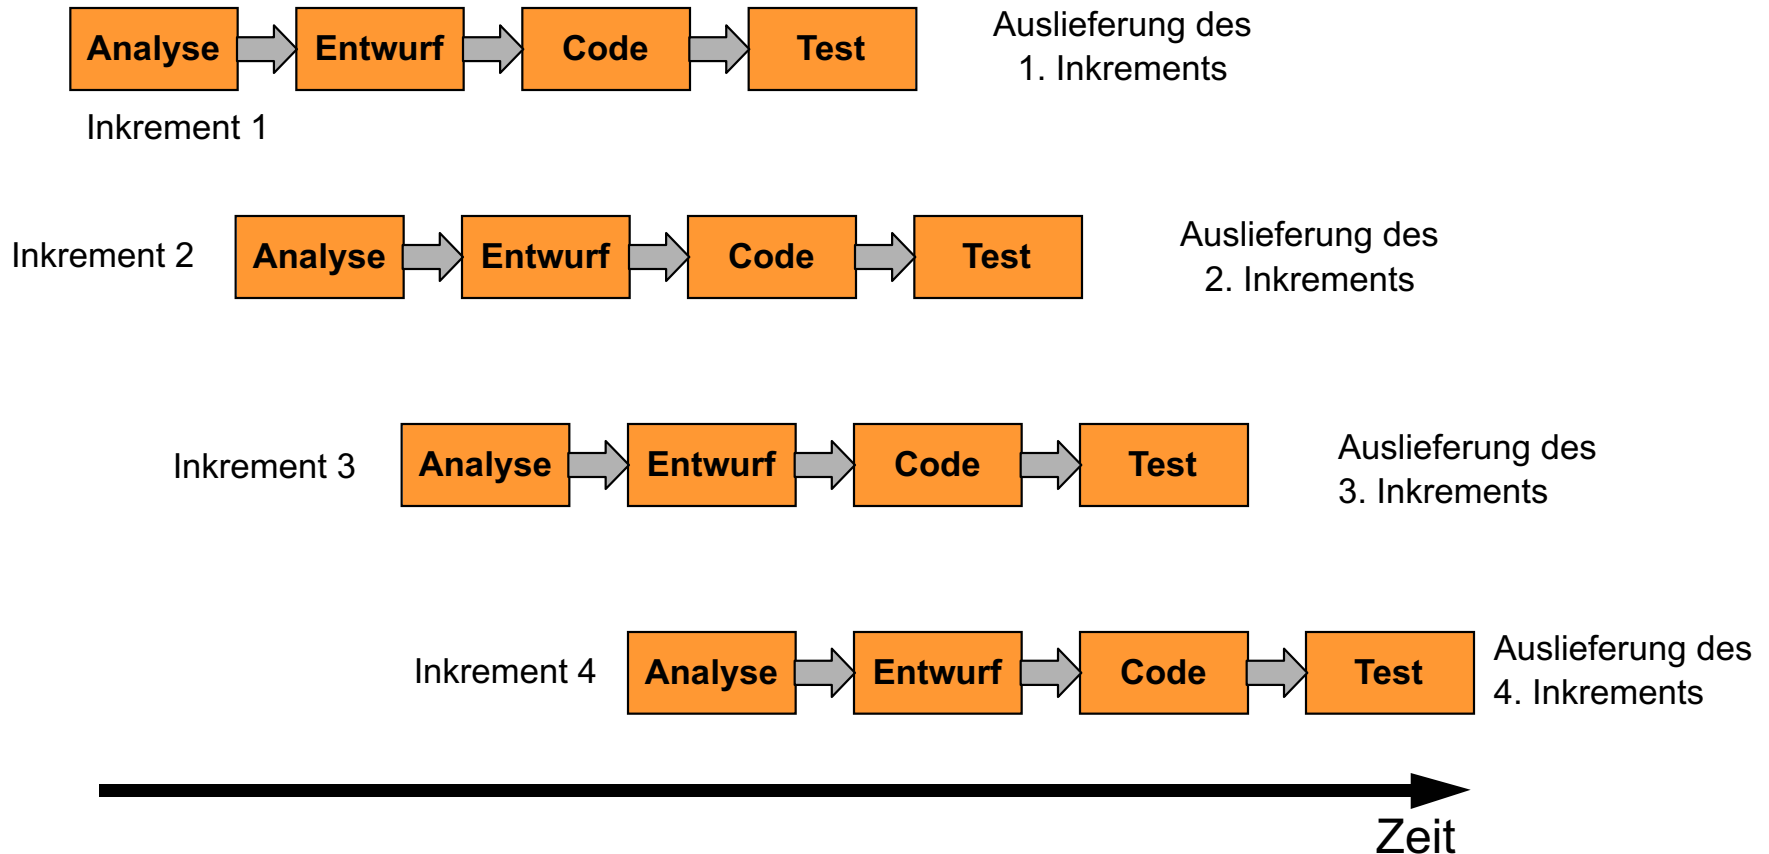 Analyse
Entwurf
Code
Test
Auslieferung des
1. Inkrements
Inkrement 1
Inkrement 2
Analyse
Entwurf
Code
Test
Auslieferung des
2. Inkrements
Inkrement 3
Analyse
Entwurf
Code
Test
Auslieferung des
3. Inkrements
Inkrement 4
Analyse
Entwurf
Code
Test
Auslieferung des
4. Inkrements
Zeit